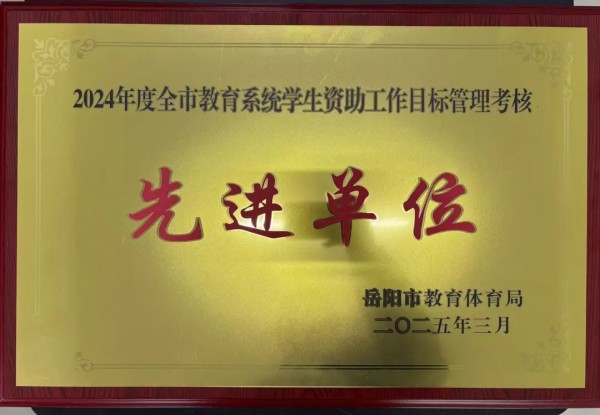 2024年度全市教育系统学生资助工作目标管理考核
先进单位
岳阳市教育体育局
二〇二五年三月